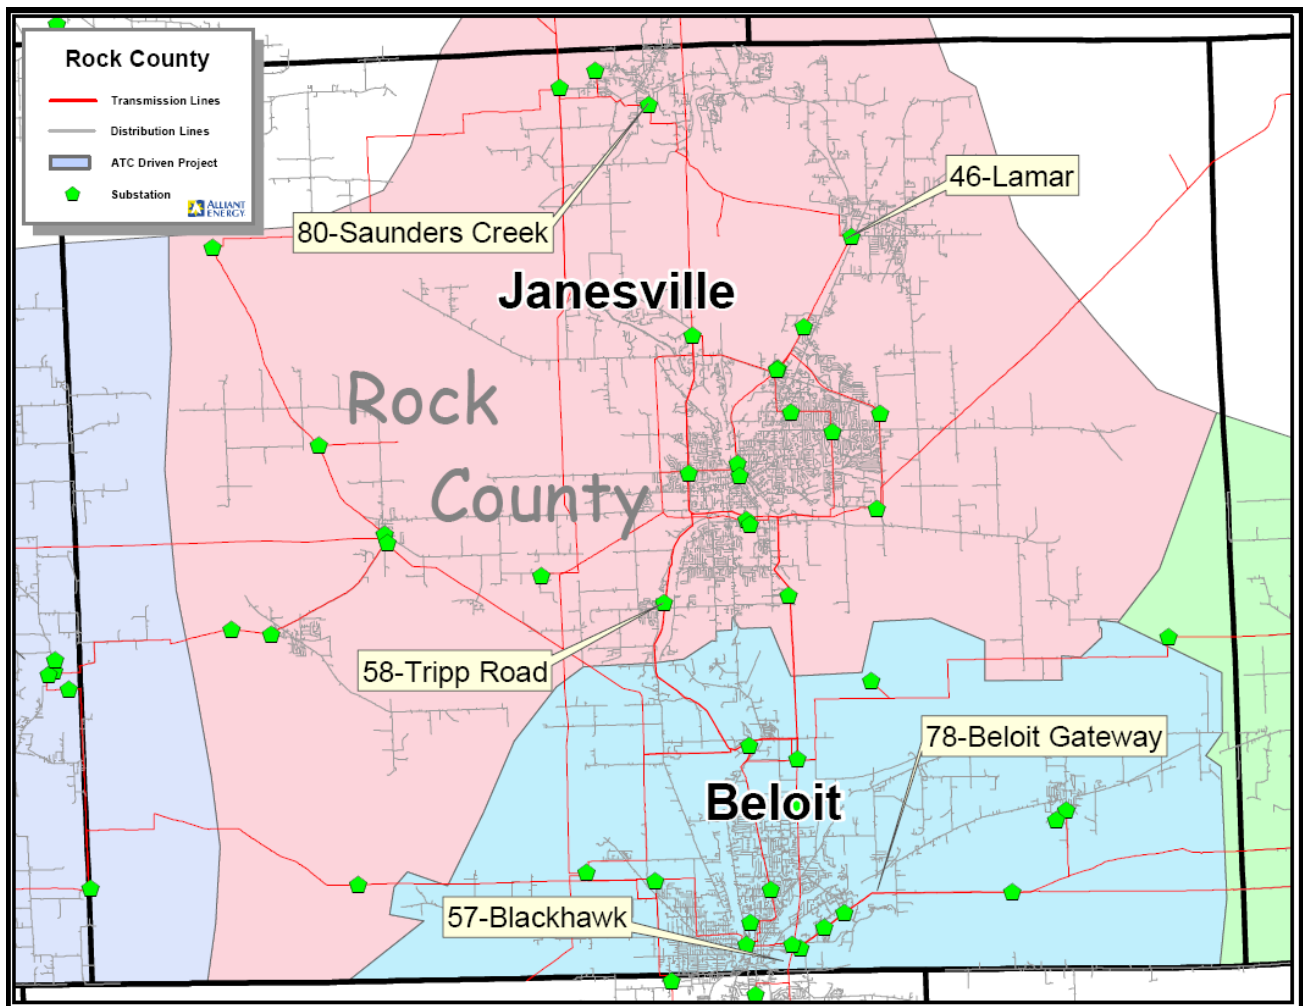 Rock County
Transmission Lines
Distribution Lines
ATC Driven Project
Substation
ALLIANT
ENERGY
46-Lamar
80-Saunders Creek
Janesville
Rock
County
58-Tripp Road
78-Beloit Gateway
Beloit
57-Blackhawk